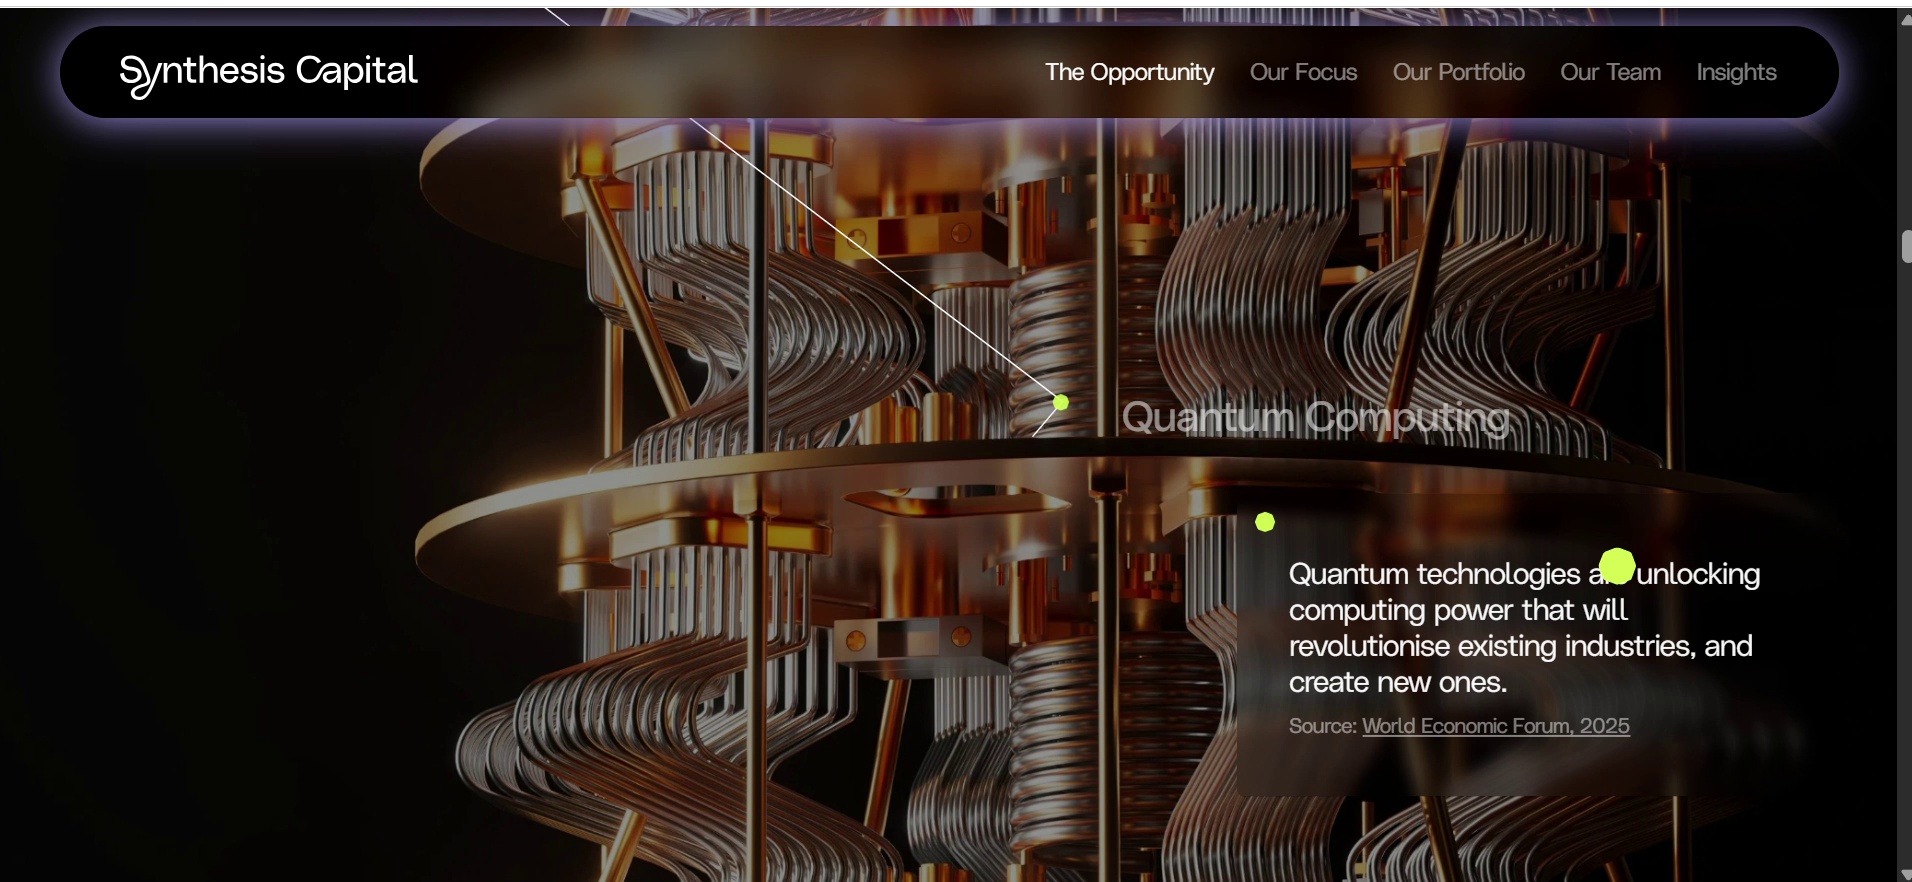 Synthesis Capital
The Opportunity
Our Focus
Our Portfolio
Our Team
Insights
Quantum Computing
Quantum technologies unlocking
computing power that will
revolutionise existing industries, and
create new ones.
Source: World Economic Forum, 2025